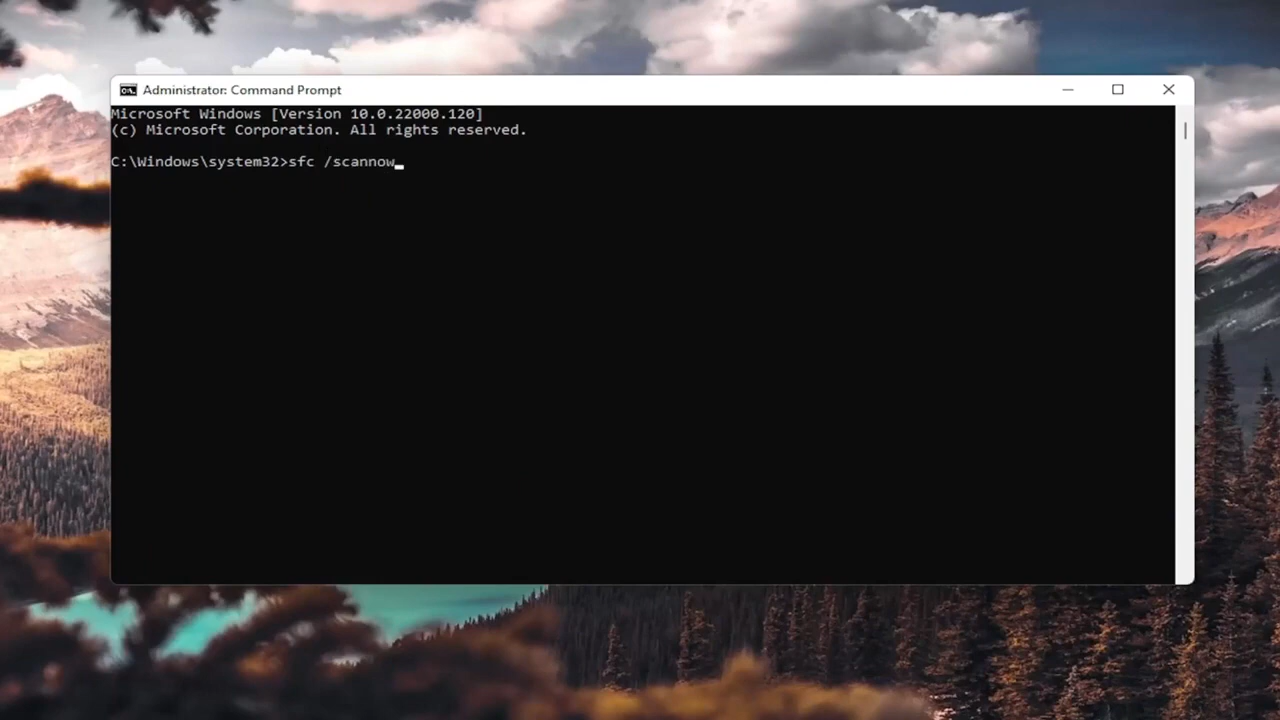 Administrator: Command Prompt
Microsoft Windows [Version 10.0.22000.120]
(c) Microsoft Corporation. All rights reserved.
C:\Windows\system32>sfc /scannow